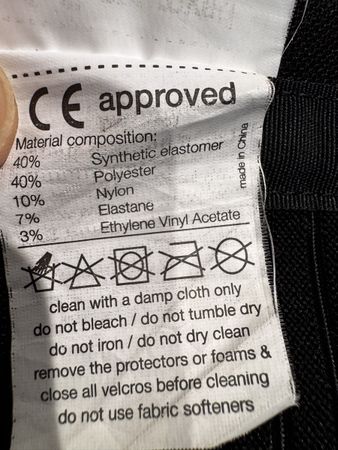 CE approved
Material composition:
40% Synthetic elastomer
40% Polyester
10% Nylon
7% Elastane
3% Ethylene Vinyl Acetate
made in China
clean with a damp cloth only
do not bleach / do not tumble dry
do not iron / do not dry clean
remove the protectors or foams &
close all velcros before cleaning
do not use fabric softeners